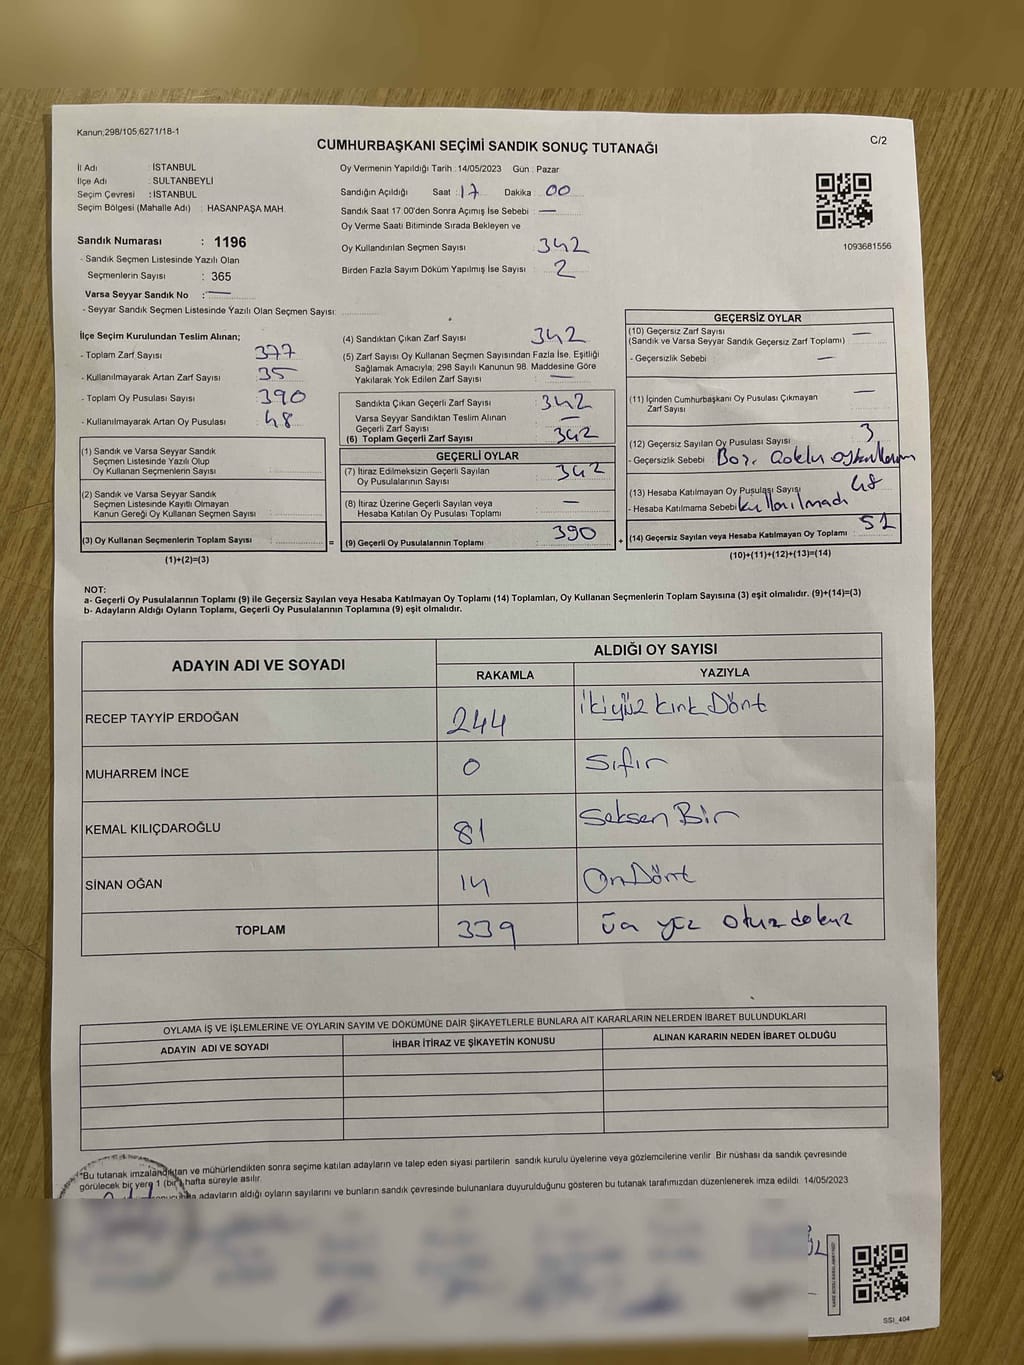 Kanun;298/105,6271/18-1
C/2
CUMHURBAŞKANI SEÇİMİ SANDIK SONUÇ TUTANAĞI
İl Adı : İSTANBUL
İlçe Adı : SULTANBEYLİ
Seçim Çevresi : İSTANBUL
Seçim Bölgesi (Mahalle Adı) : HASANPAŞA MAH.
Sandık Numarası : 1196
- Sandık Seçmen Listesinde Yazılı Olan
Seçmenlerin Sayısı : 365
Varsa Seyyar Sandık No : —
- Seyyar Sandık Seçmen Listesinde Yazılı Olan Seçmen Sayısı:
Oy Vermenin Yapıldığı Tarih : 14/05/2023 Gün : Pazar
Sandığın Açıldığı Saat : 17 Dakika : 00
Sandık Saat 17:00'den Sonra Açımış İse Sebebi : —
Oy Verme Saati Bitiminde Sırada Bekleyen ve
Oy Kullandırılan Seçmen Sayısı : 342
Birden Fazla Sayım Döküm Yapılmış İse Sayısı : 2
1093681556
İlçe Seçim Kurulundan Teslim Alınan;
- Toplam Zarf Sayısı : 377
- Kullanılmayarak Artan Zarf Sayısı : 35
- Toplam Oy Pusulası Sayısı : 390
- Kullanılmayarak Artan Oy Pusulası : 48
(1) Sandık ve Varsa Seyyar Sandık
Seçmen Listesinde Yazılı Olup
Oy Kullanan Seçmenlerin Sayısı :
(2) Sandık ve Varsa Seyyar Sandık
Seçmen Listesinde Kayıtlı Olmayan
Kanun Gereği Oy Kullanan Seçmen Sayısı :
(3) Oy Kullanan Seçmenlerin Toplam Sayısı :
(1)+(2)=(3)
=
(4) Sandıktan Çıkan Zarf Sayısı : 342
(5) Zarf Sayısı Oy Kullanan Seçmen Sayısından Fazla İse, Eşitliği
Sağlamak Amacıyla; 298 Sayılı Kanunun 98. Maddesine Göre
Yakılarak Yok Edilen Zarf Sayısı : —
Sandıkta Çıkan Geçerli Zarf Sayısı : 342
Varsa Seyyar Sandıktan Teslim Alınan
Geçerli Zarf Sayısı : —
(6) Toplam Geçerli Zarf Sayısı : 342
GEÇERLİ OYLAR
(7) İtiraz Edilmeksizin Geçerli Sayılan
Oy Pusulalarının Sayısı : 342
(8) İtiraz Üzerine Geçerli Sayılan veya
Hesaba Katılan Oy Pusulası Toplamı : —
(9) Geçerli Oy Pusulalarının Toplamı : 390
+
GEÇERSİZ OYLAR
(10) Geçersiz Zarf Sayısı : —
(Sandık ve Varsa Seyyar Sandık Geçersiz Zarf Toplamı)
- Geçersizlik Sebebi : —
(11) İçinden Cumhurbaşkanı Oy Pusulası Çıkmayan
Zarf Sayısı : —
(12) Geçersiz Sayılan Oy Pusulası Sayısı : 3
- Geçersizlik Sebebi :
(13) Hesaba Katılmayan Oy Pusulası Sayısı : 48
- Hesaba Katılmama Sebebi : kullanılmadı
(14) Geçersiz Sayılan veya Hesaba Katılmayan Oy Toplamı : 51
(10)+(11)+(12)+(13)=(14)
NOT:
a- Geçerli Oy Pusulalarının Toplamı (9) ile Geçersiz Sayılan veya Hesaba Katılmayan Oy Toplamı (14) Toplamları, Oy Kullanan Seçmenlerin Toplam Sayısına (3) eşit olmalıdır. (9)+(14)=(3)
b- Adayların Aldığı Oyların Toplamı, Geçerli Oy Pusulalarının Toplamına (9) eşit olmalıdır.
ADAYIN ADI VE SOYADI
ALDIĞI OY SAYISI
RAKAMLA YAZIYLA
RECEP TAYYİP ERDOĞAN 244 İkiyüz kırk Dört
MUHARREM İNCE 0 Sıfır
KEMAL KILIÇDAROĞLU 81 Seksen Bir
SİNAN OĞAN 14 On Dört
TOPLAM 339 üç yüz otuz dokuz
OYLAMA İŞ VE İŞLEMLERİNE VE OYLARIN SAYIM VE DÖKÜMÜNE DAİR ŞİKAYETLERLE BUNLARA AİT KARARLARIN NELERDEN İBARET BULUNDUKLARI
ADAYIN ADI VE SOYADI İHBAR İTİRAZ VE ŞİKAYETİN KONUSU ALINAN KARARIN NEDEN İBARET OLDUĞU
*Bu tutanak imzalandıktan ve mühürlendikten sonra seçime katılan adayların ve talep eden siyasi partilerin sandık kurulu üyelerine veya gözlemcilerine verilir. Bir nüshası da sandık çevresinde
görülecek bir yere 1 (bir) hafta süreyle asılır.
adayların aldığı oyların sayılarını ve bunların sandık çevresinde bulunanlara duyurulduğunu gösteren bu tutanak tarafımızdan düzenlenerek imza edildi. 14/05/2023
SSI_404